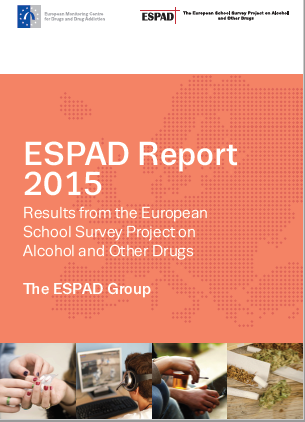 European Monitoring Centre
for Drugs and Drug Addiction
ESPAD
The European School Survey Project on Alcohol
and Other Drugs
ESPAD Report
2015
Results from the European
School Survey Project on
Alcohol and Other Drugs
The ESPAD Group